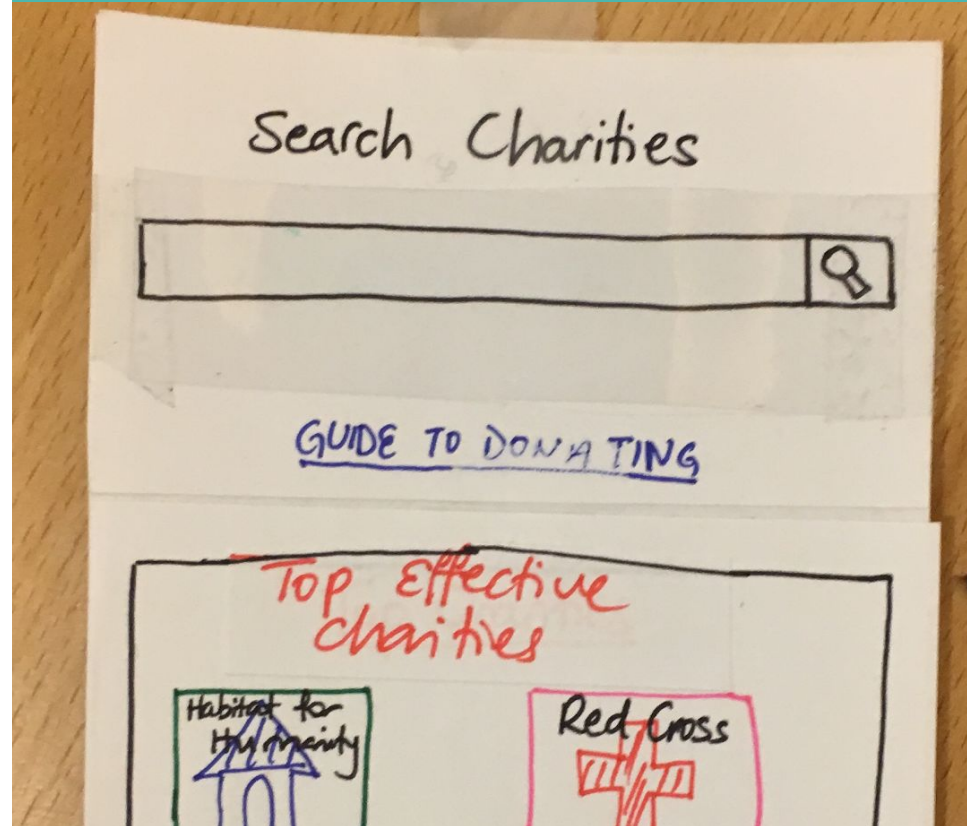 Search Charities
GUIDE TO DONATING
Top Effective
charities
Habitat for
Humanity
Red Cross